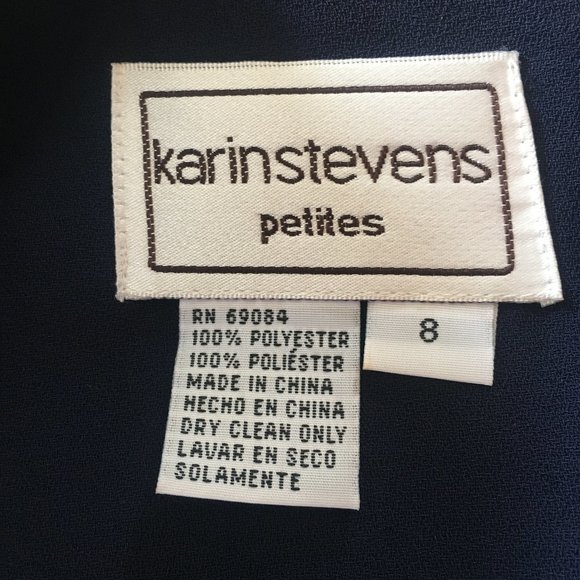 karinstevens
petites
RN 69084
100% POLYESTER
100% POLIÉSTER
MADE IN CHINA
HECHO EN CHINA
DRY CLEAN ONLY
LAVAR EN SECO
SOLAMENTE
8